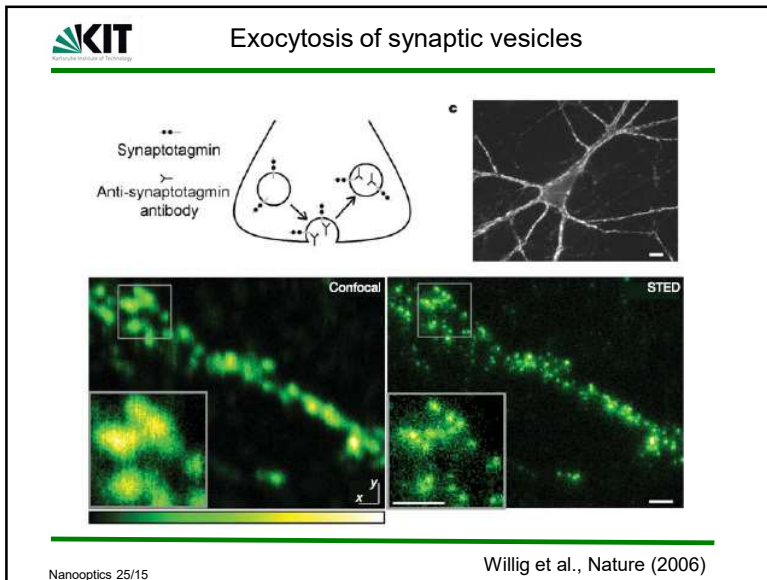 KIT
Karlsruhe Institute of Technology
Exocytosis of synaptic vesicles
Synaptotagmin
Anti-synaptotagmin
antibody
c
Confocal
STED
y
x
Nanooptics 25/15
Willig et al., Nature (2006)